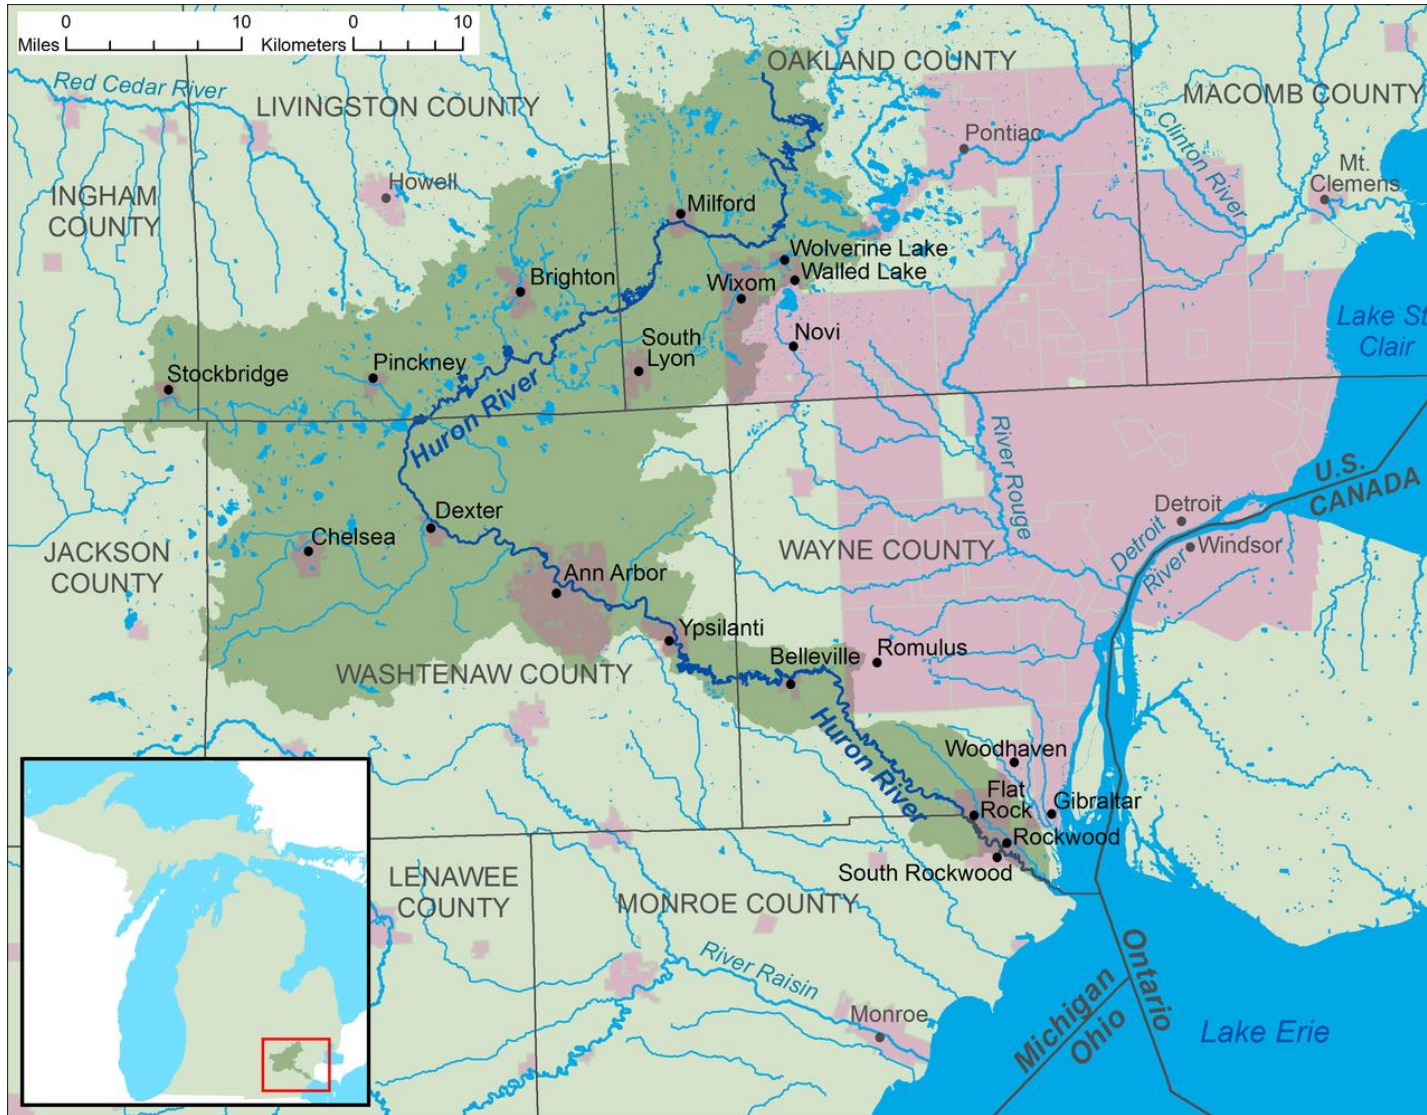 0 10 0 10
Miles Kilometers
OAKLAND COUNTY
Red Cedar River
LIVINGSTON COUNTY
MACOMB COUNTY
Pontiac
Clinton River
Mt.
Clemens
Howell
INGHAM
COUNTY
Milford
Wolverine Lake
Walled Lake
Brighton
Wixom
Lake St
Clair
South
Lyon
Novi
Pinckney
Stockbridge
Huron River
River Rouge
U.S.
CANADA
Dexter
Detroit
Chelsea
JACKSON
COUNTY
WAYNE COUNTY
Detroit
River
Windsor
Ann Arbor
Ypsilanti
Belleville
Romulus
WASHTENAW COUNTY
Huron River
Woodhaven
Flat
Rock
Gibraltar
Rockwood
South Rockwood
LENAWEE
COUNTY
MONROE COUNTY
River Raisin
Monroe
Michigan
Ohio
Ontario
Lake Erie